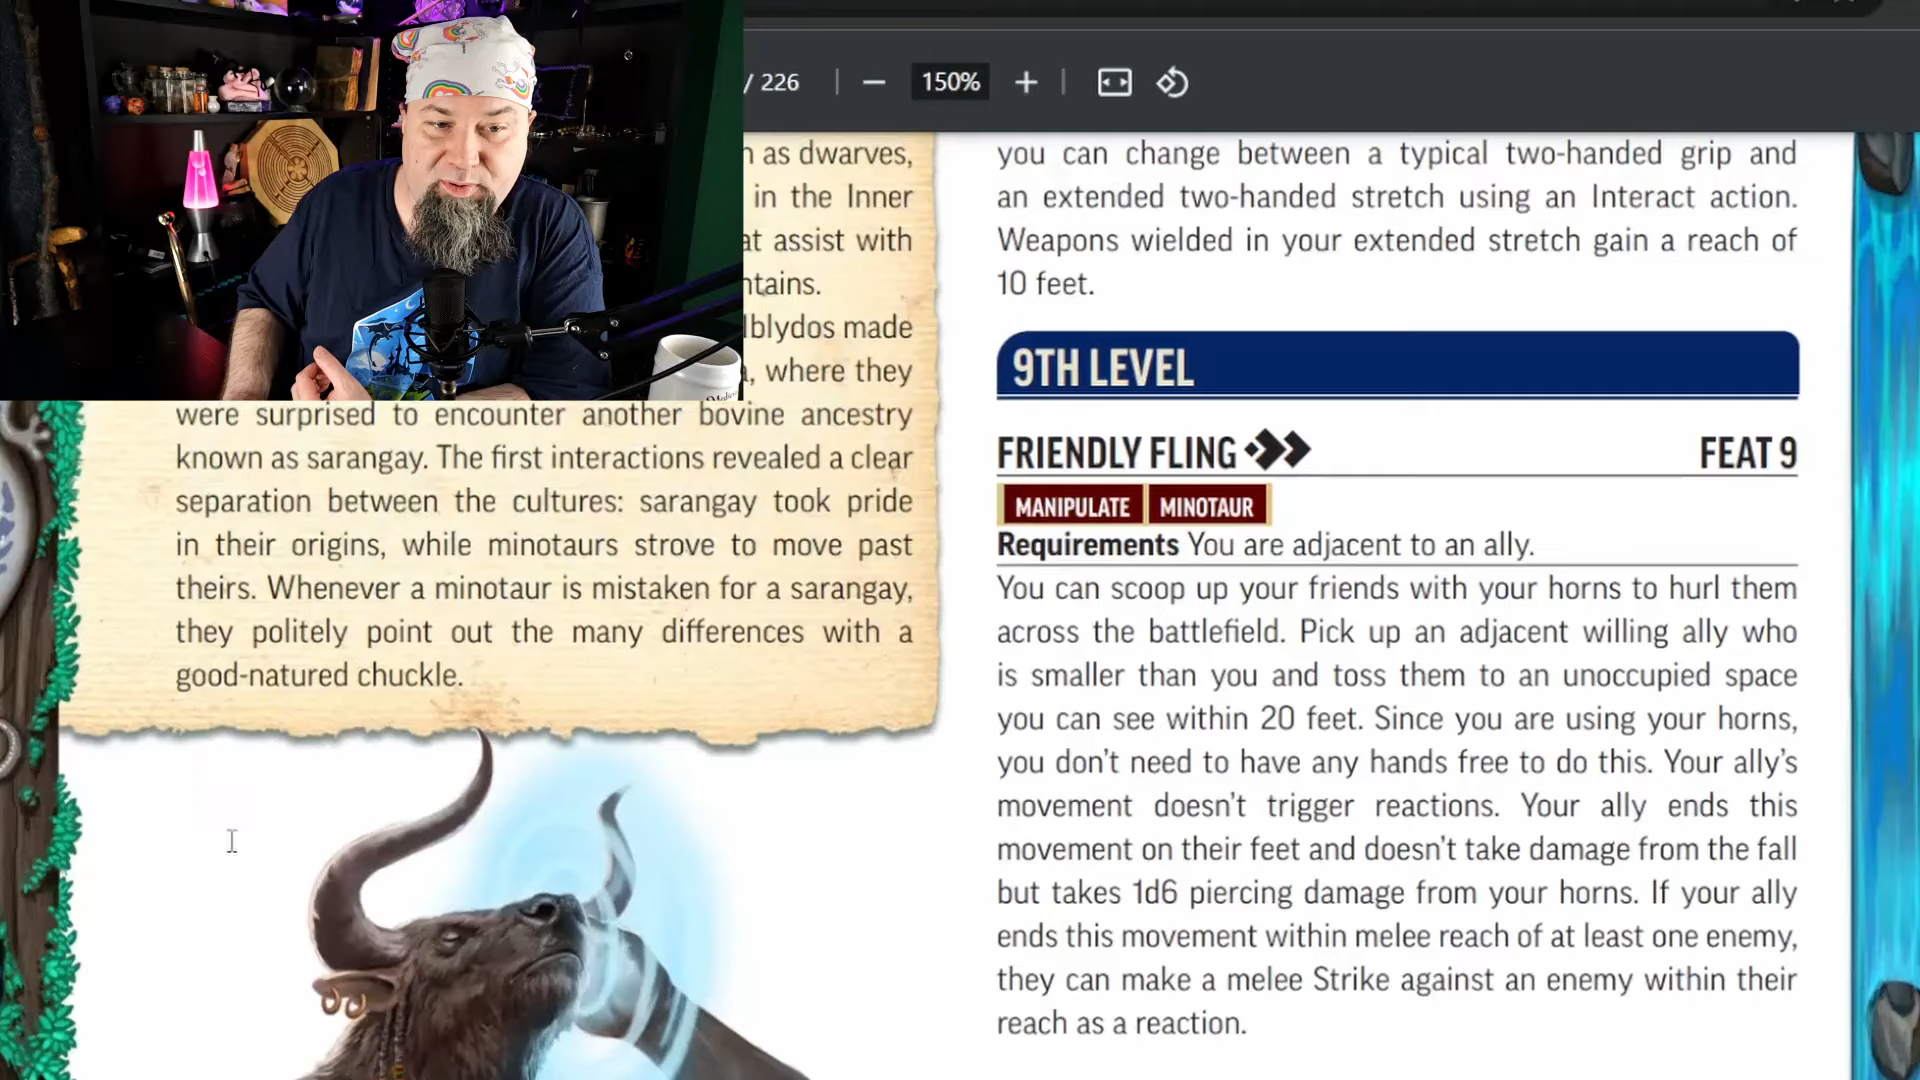 / 226
150%
as dwarves,
in the Inner
at assist with
ntains.
lblydos made
, where they
were surprised to encounter another bovine ancestry
known as sarangay. The first interactions revealed a clear
separation between the cultures: sarangay took pride
in their origins, while minotaurs strove to move past
theirs. Whenever a minotaur is mistaken for a sarangay,
they politely point out the many differences with a
good-natured chuckle.
you can change between a typical two-handed grip and
an extended two-handed stretch using an Interact action.
Weapons wielded in your extended stretch gain a reach of
10 feet.
9TH LEVEL
FRIENDLY FLING FEAT 9
MANIPULATE MINOTAUR
Requirements You are adjacent to an ally.
You can scoop up your friends with your horns to hurl them
across the battlefield. Pick up an adjacent willing ally who
is smaller than you and toss them to an unoccupied space
you can see within 20 feet. Since you are using your horns,
you don't need to have any hands free to do this. Your ally's
movement doesn't trigger reactions. Your ally ends this
movement on their feet and doesn't take damage from the fall
but takes 1d6 piercing damage from your horns. If your ally
ends this movement within melee reach of at least one enemy,
they can make a melee Strike against an enemy within their
reach as a reaction.